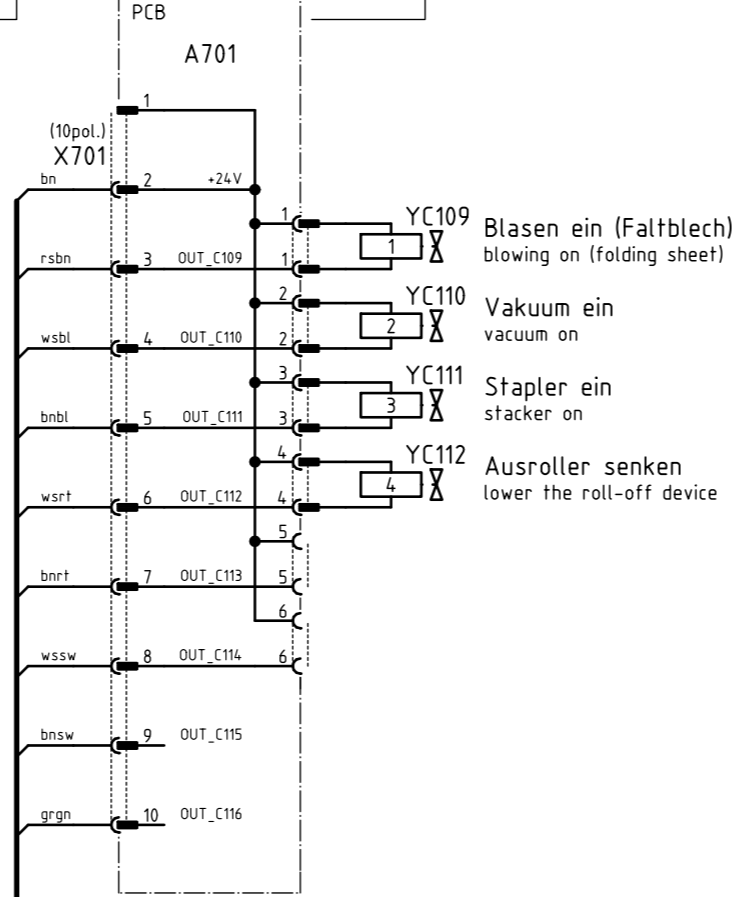 PCB
A701
1
(10pol.)
X701
bn 2 +24V
1 YC109 Blasen ein (Faltblech)
1 blowing on (folding sheet)
rsbn 3 OUT_C109 1
2 YC110 Vakuum ein
2 vacuum on
wsbl 4 OUT_C110 2
3 YC111 Stapler ein
3 stacker on
bnbl 5 OUT_C111 3
4 YC112 Ausroller senken
4 lower the roll-off device
wsrt 6 OUT_C112 4
5
bnrt 7 OUT_C113 5
6
wssw 8 OUT_C114 6
bnsw 9 OUT_C115
grgn 10 OUT_C116